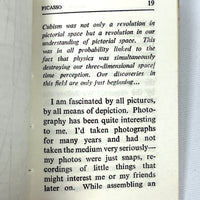 PICASSO 19
Cubism was not only a revolution in
pictorial space but a revolution in our
understanding of pictorial space. This
was in all probability linked to the
fact that physics was simultaneously
destroying our three-dimensional space/
time perception. Our discoveries in
this field are only just beginning...
I am fascinated by all pictures,
by all means of depiction. Photo-
graphy has been quite interesting
to me. I'd taken photographs
for many years and had not
taken the medium very seriously—
my photos were just snaps, re-
cordings of little things that
might interest me or my friends
later on. While assembling an